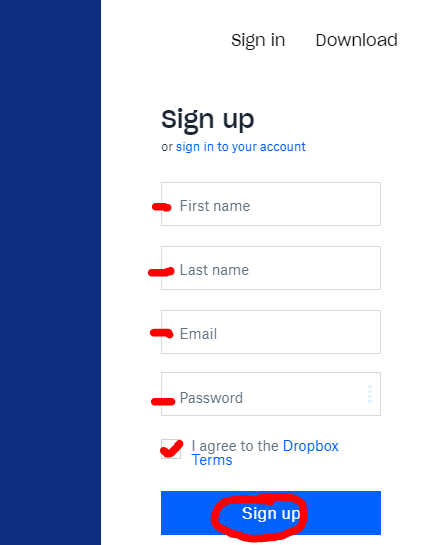 Sign in Download
Sign up
or sign in to your account
First name
Last name
Email
Password
I agree to the Dropbox
Terms
Sign up